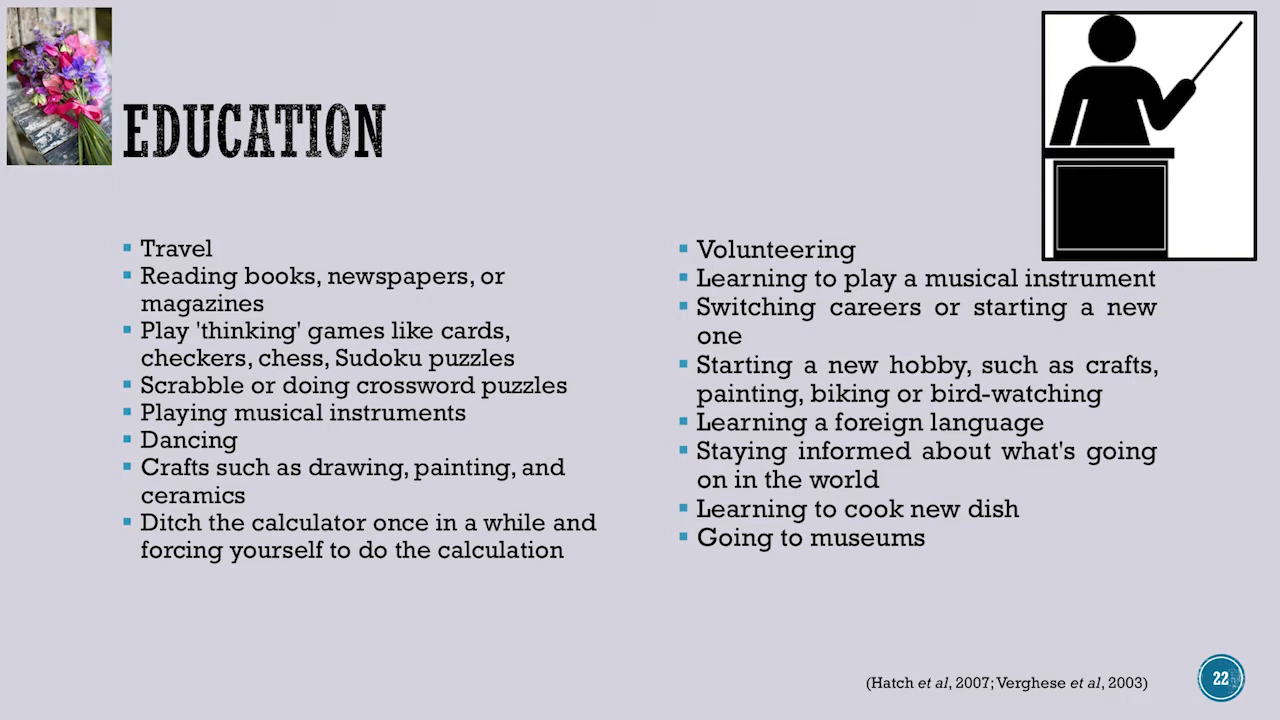 EDUCATION
Travel
Reading books, newspapers, or
magazines
Play 'thinking' games like cards,
checkers, chess, Sudoku puzzles
Scrabble or doing crossword puzzles
Playing musical instruments
Dancing
Crafts such as drawing, painting, and
ceramics
Ditch the calculator once in a while and
forcing yourself to do the calculation
Volunteering
Learning to play a musical instrument
Switching careers or starting a new
one
Starting a new hobby, such as crafts,
painting, biking or bird-watching
Learning a foreign language
Staying informed about what's going
on in the world
Learning to cook new dish
Going to museums
(Hatch et al, 2007; Verghese et al, 2003)
22